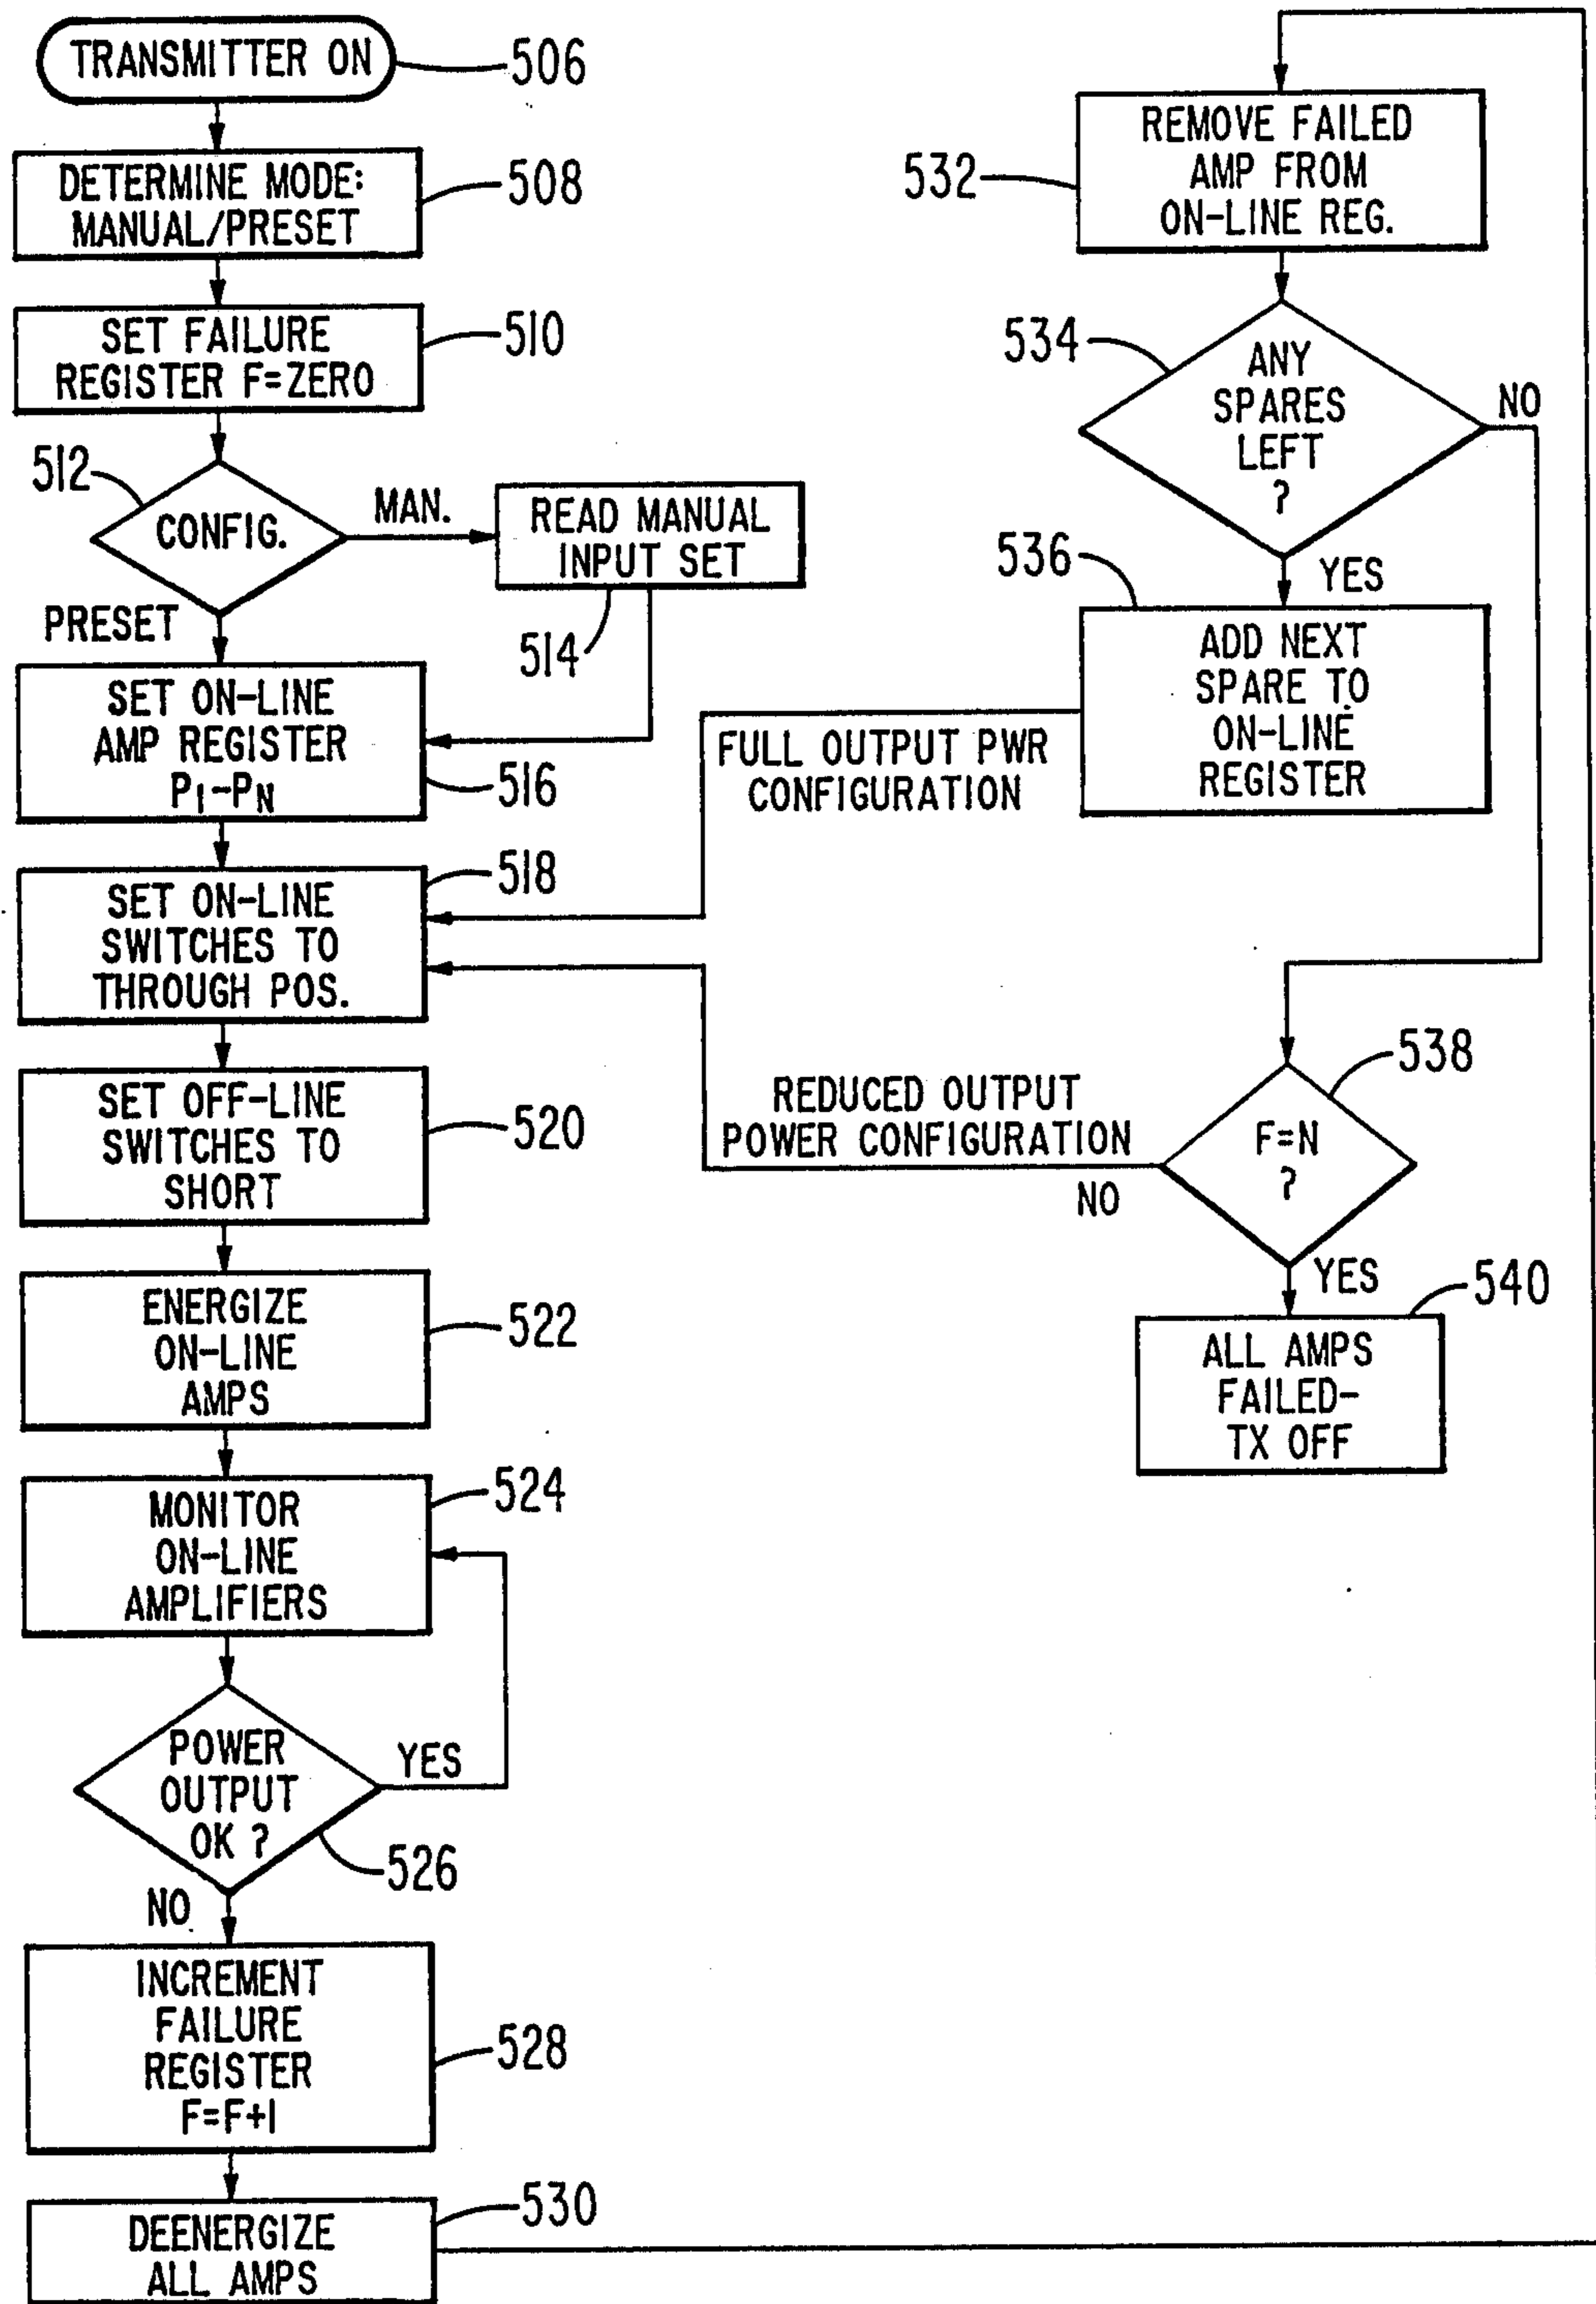 TRANSMITTER ON
506
DETERMINE MODE:
MANUAL/PRESET
508
SET FAILURE
REGISTER F=ZERO
510
512
CONFIG.
MAN.
READ MANUAL
INPUT SET
514
PRESET
SET ON-LINE
AMP REGISTER
P1-PN
516
SET ON-LINE
SWITCHES TO
THROUGH POS.
518
SET OFF-LINE
SWITCHES TO
SHORT
520
ENERGIZE
ON-LINE
AMPS
522
MONITOR
ON-LINE
AMPLIFIERS
524
POWER
OUTPUT
OK ?
YES
526
NO
INCREMENT
FAILURE
REGISTER
F=F+1
528
DEENERGIZE
ALL AMPS
530
REMOVE FAILED
AMP FROM
ON-LINE REG.
532
534
ANY
SPARES
LEFT
?
NO
YES
536
ADD NEXT
SPARE TO
ON-LINE
REGISTER
FULL OUTPUT PWR
CONFIGURATION
538
F=N
?
REDUCED OUTPUT
POWER CONFIGURATION
NO
YES
540
ALL AMPS
FAILED-
TX OFF